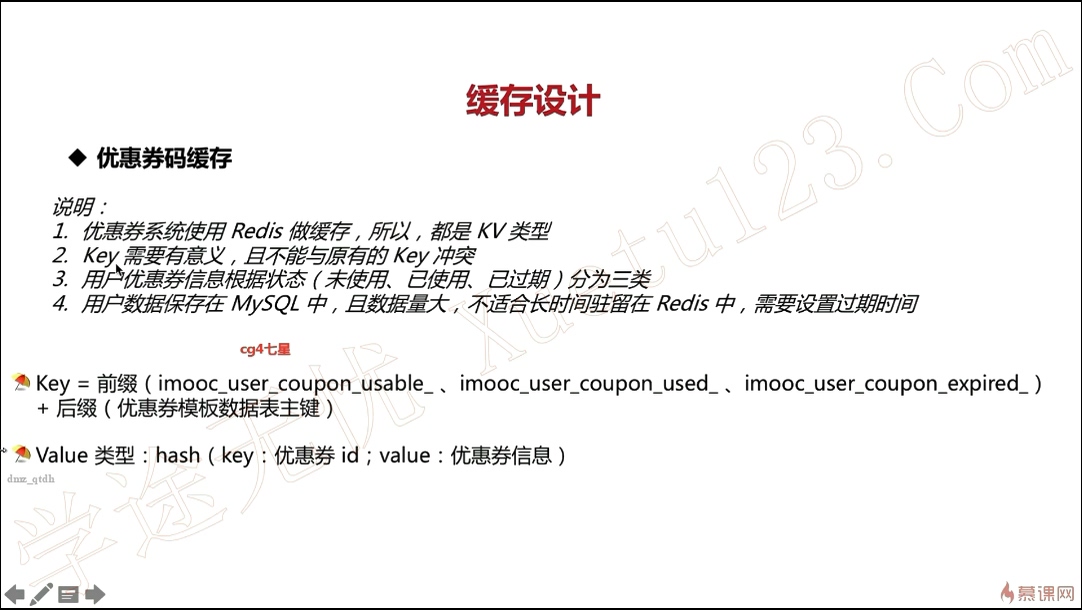 缓存设计
◆ 优惠券码缓存
说明：
1. 优惠券系统使用 Redis 做缓存，所以，都是 KV 类型
2. Key 需要有意义，且不能与原有的 Key 冲突
3. 用户优惠券信息根据状态（未使用、已使用、已过期）分为三类
4. 用户数据保存在 MySQL 中，且数据量大，不适合长时间驻留在 Redis 中，需要设置过期时间
cg4七星
Key = 前缀（imooc_user_coupon_usable_ 、imooc_user_coupon_used_ 、imooc_user_coupon_expired_ ）
+ 后缀（优惠券模板数据表主键）
Value 类型：hash（key：优惠券 id；value：优惠券信息）
dmz_qtdh
学途无忧 Xuetu123.Com
慕课网